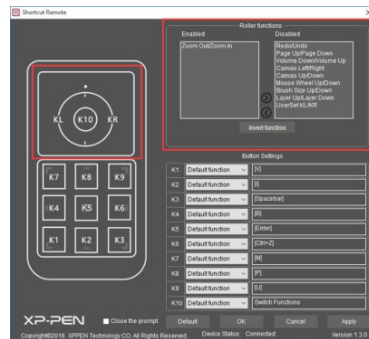 Shortcut Remote
Roller functions
Enabled
Disabled
Zoom Out/Zoom In
Redo/Undo
Page Up/Page Down
Volume Down/Volume Up
Canvas Left/Right
Canvas Up/Down
Mouse Wheel Up/Down
Brush Size Up/Down
Layer Up/Layer Down
UserSet KL/KR
Invert function
KL K10 KR
K7 K8 K9
K4 K5 K6
K1 K2 K3
Button Settings
K1 Default function [V]
K2 Default function [I]
K3 Default function [Spacebar]
K4 Default function [B]
K5 Default function [Enter]
K6 Default function [Ctrl+Z]
K7 Default function [M]
K8 Default function [P]
K9 Default function [U]
K10 Default function Switch Functions
XP-PEN
Close the prompt
Default OK Cancel Apply
Copyright©2016 XPPEN Technology CO. All Rights Reserved.
Device Status: Connected
Version 1.3.0